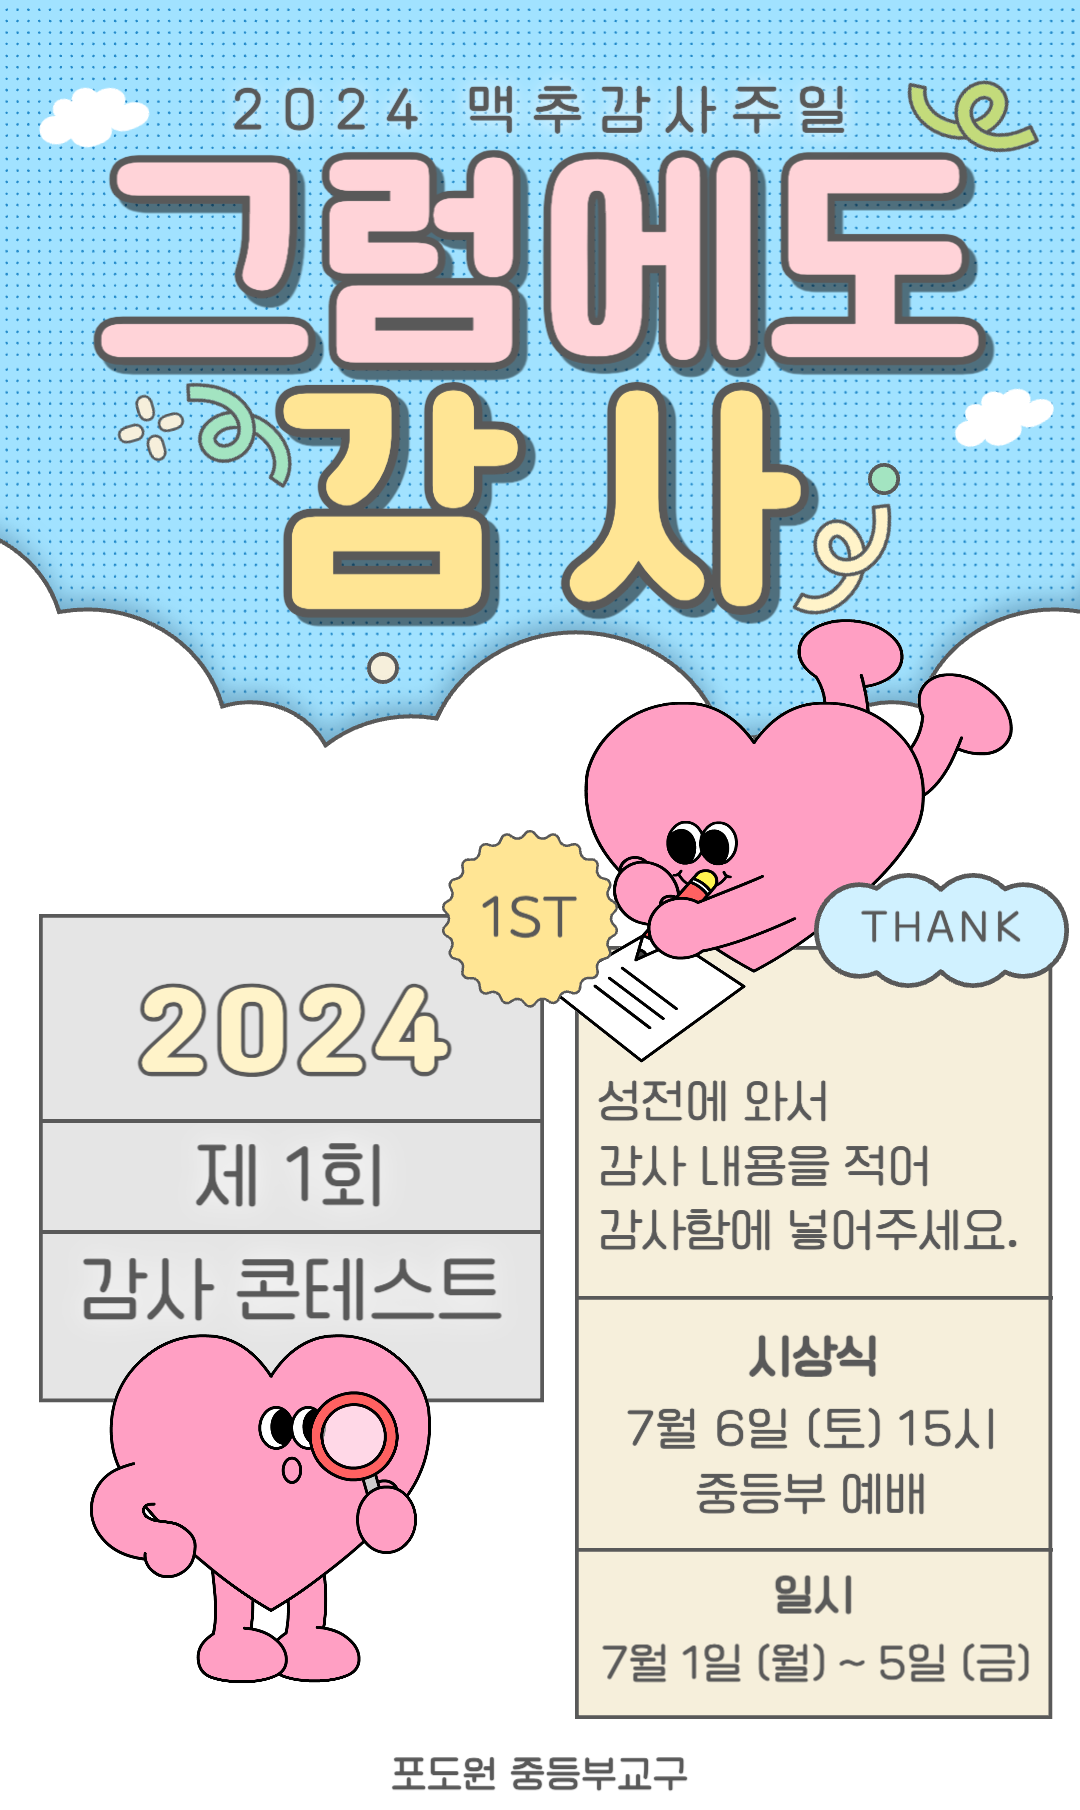 2024 맥추감사주일
그럼에도
감사
1ST
THANK
2024
제 1회
감사 콘테스트
성전에 와서
감사 내용을 적어
감사함에 넣어주세요.
시상식
7월 6일 (토) 15시
중등부 예배
일시
7월 1일 (월) ~ 5일 (금)
포도원 중등부교구